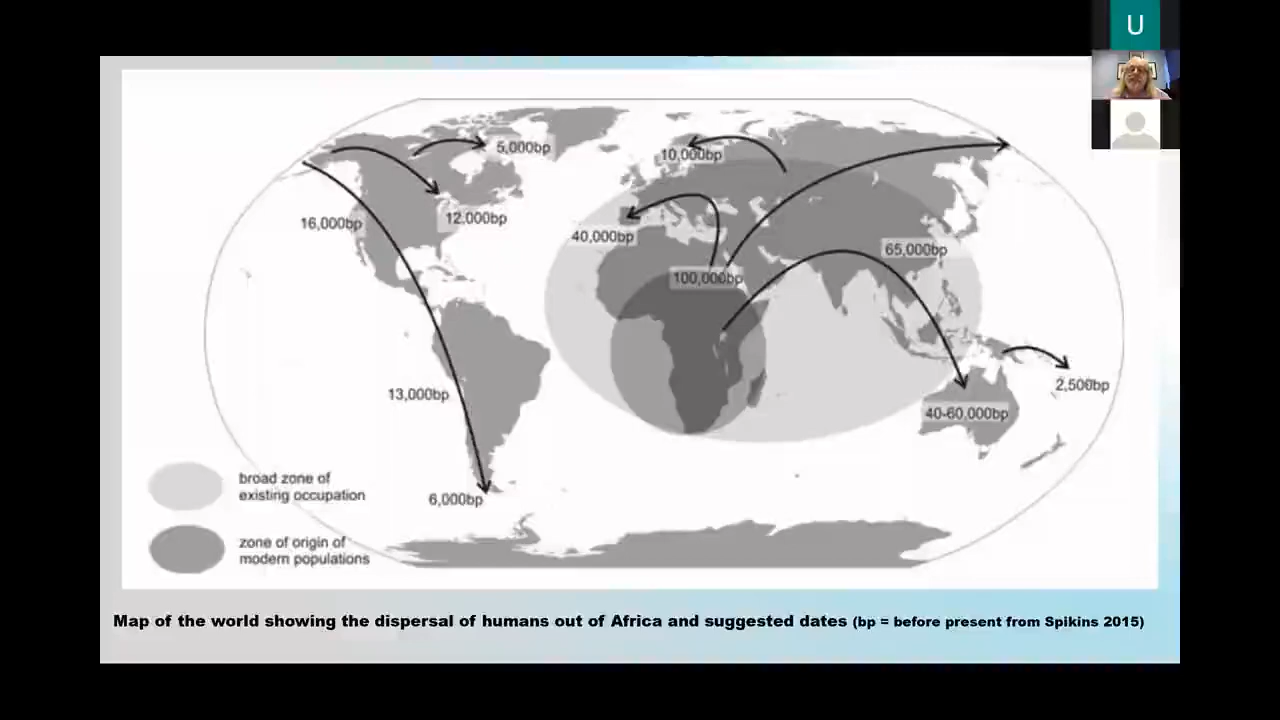 U
5,000bp
10,000bp
16,000bp
12,000bp
40,000bp
65,000bp
100,000bp
2,500bp
13,000bp
40-60,000bp
6,000bp
broad zone of
existing occupation
zone of origin of
modern populations
Map of the world showing the dispersal of humans out of Africa and suggested dates (bp = before present from Spikins 2015)